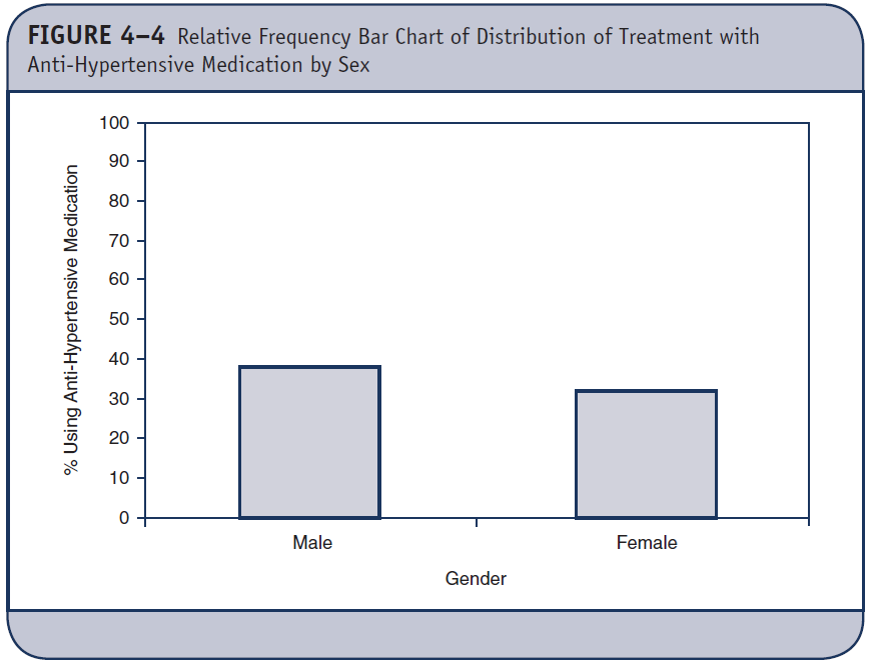 FIGURE 4–4 Relative Frequency Bar Chart of Distribution of Treatment with
Anti-Hypertensive Medication by Sex
% Using Anti-Hypertensive Medication
100
90
80
70
60
50
40
30
20
10
0
Male Female
Gender